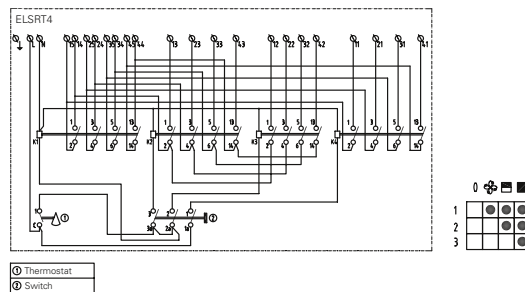 ELSRT4
L N 15 14 25 24 35 34 45 44 13 23 33 43 12 22 32 42 11 21 31 41
1 3 5 13 1 3 5 13 1 3 5 13 1 3 5 13
K1 K2 K3 K4
2 4 6 14 2 4 6 14 2 4 6 14 2 4 6 14
0
1
2
3
1 3 2 1
① ②
C 3a 2a 1a
① Thermostat
② Switch